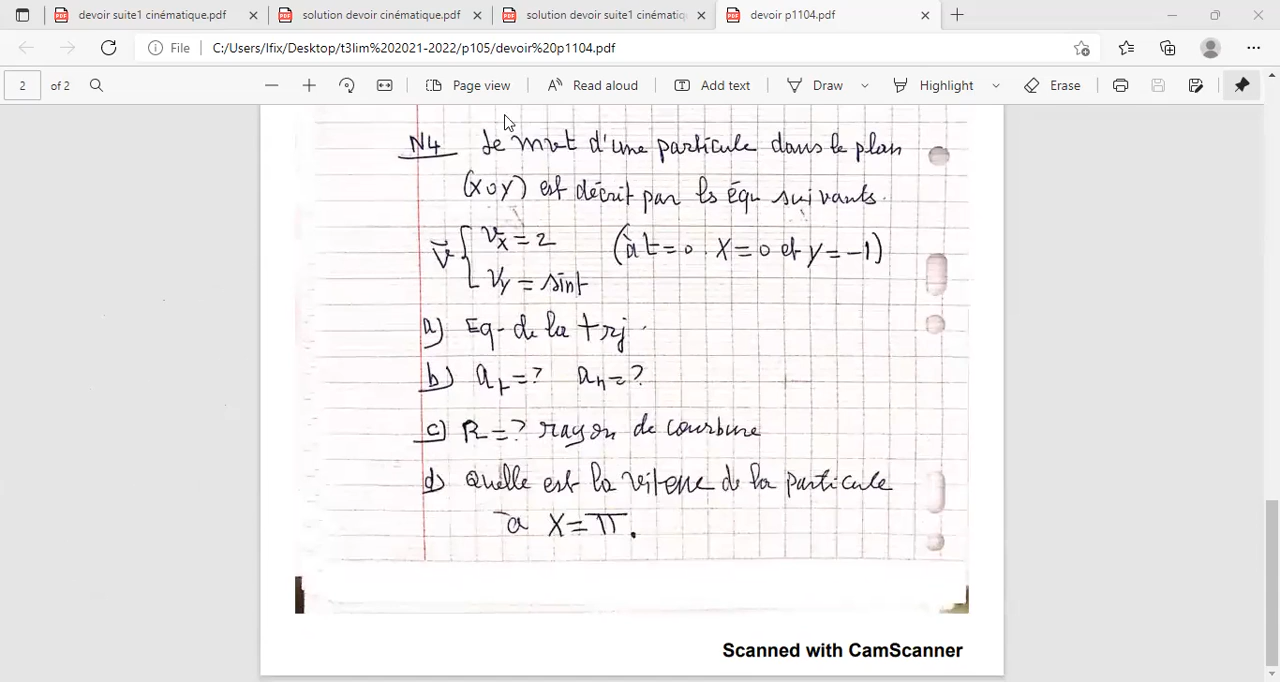 devoir suite1 cinématique.pdf
solution devoir cinématique.pdf
solution devoir suite1 cinématiq
devoir p1104.pdf
File
C:/Users/Ifix/Desktop/t3lim%202021-2022/p105/devoir%20p1104.pdf
2 of 2
Page view
Read aloud
Add text
Draw
Highlight
Erase
N4 Le mvt d'une particule dans le plan
(XOY) est décrit par ls équ suivants.
V⃗ { Vx = 2 (à t=0. X=0 et y=-1)
Vy = sint
a) Eq- de la trj.
b) at =? an =?
c) R=? rayon de courbure
d) Quelle est la vitesse de la particule
à X=π.
Scanned with CamScanner